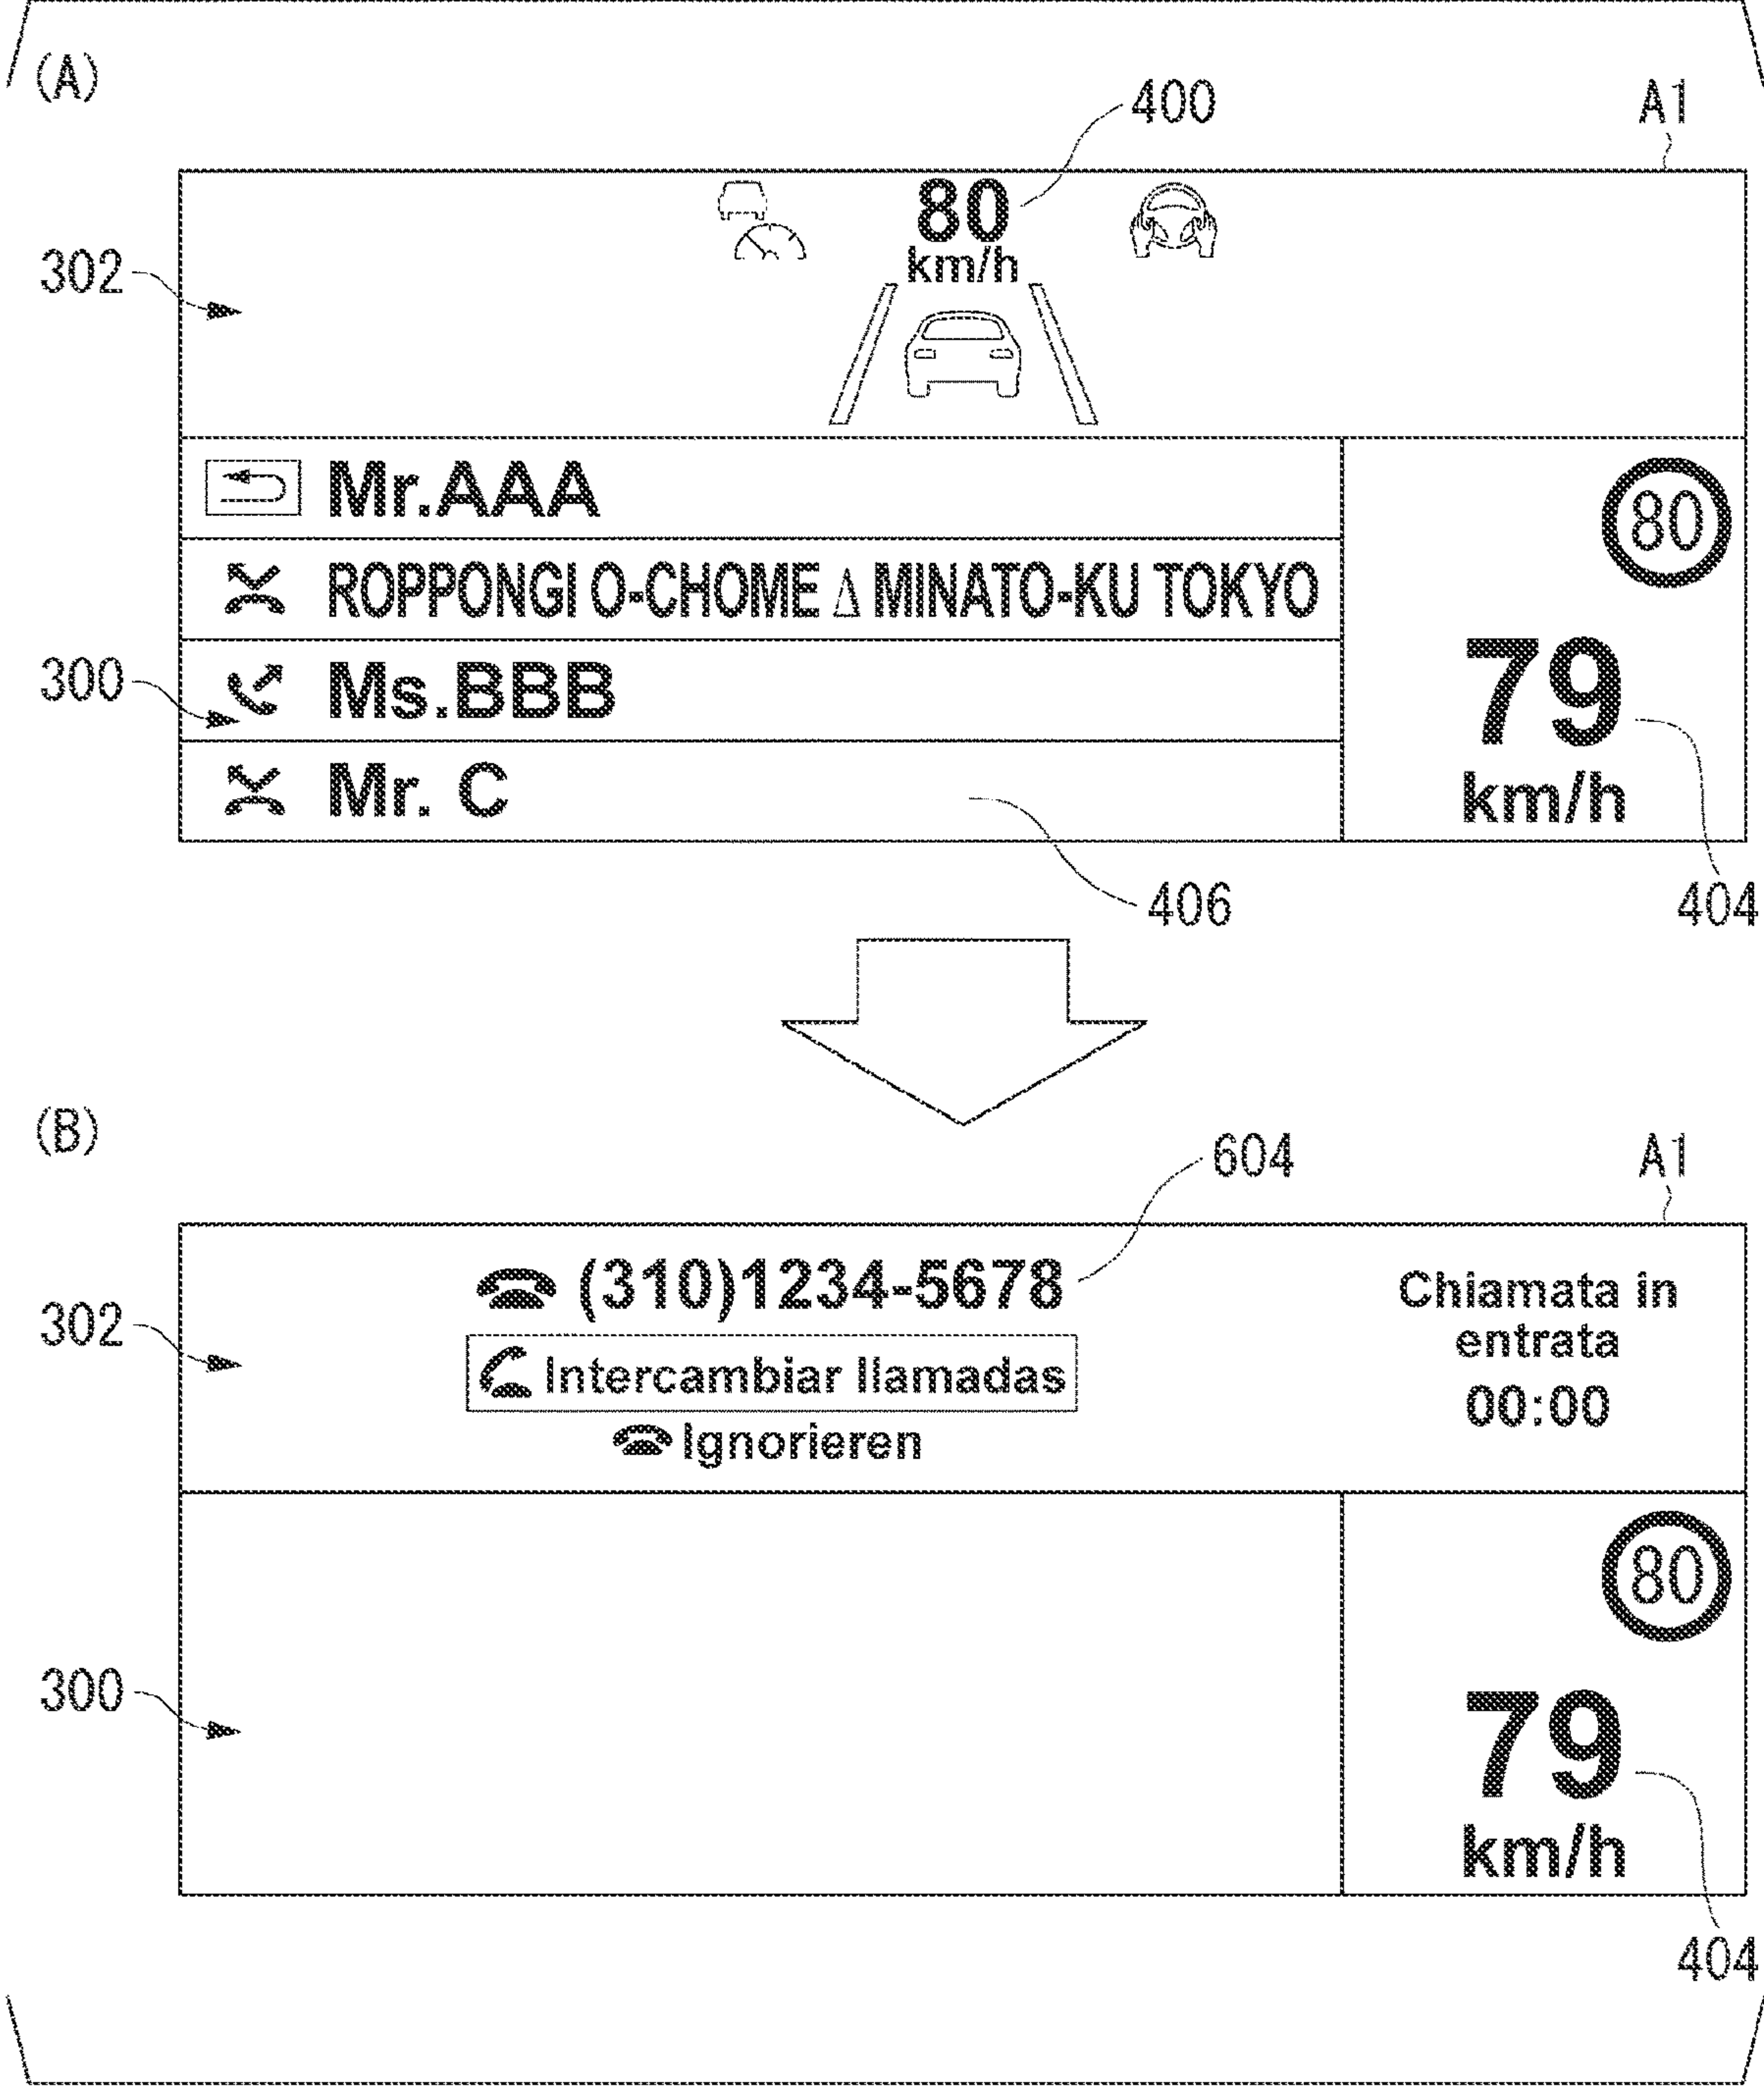 (A)
400
A1
80
km/h
302
Mr.AAA
80
ROPPONGI O-CHOME Δ MINATO-KU TOKYO
300
Ms.BBB
79
Mr. C
km/h
406
404
(B)
604
A1
(310)1234-5678
Chiamata in
entrata
302
Intercambiar llamadas
00:00
Ignorieren
80
300
79
km/h
404